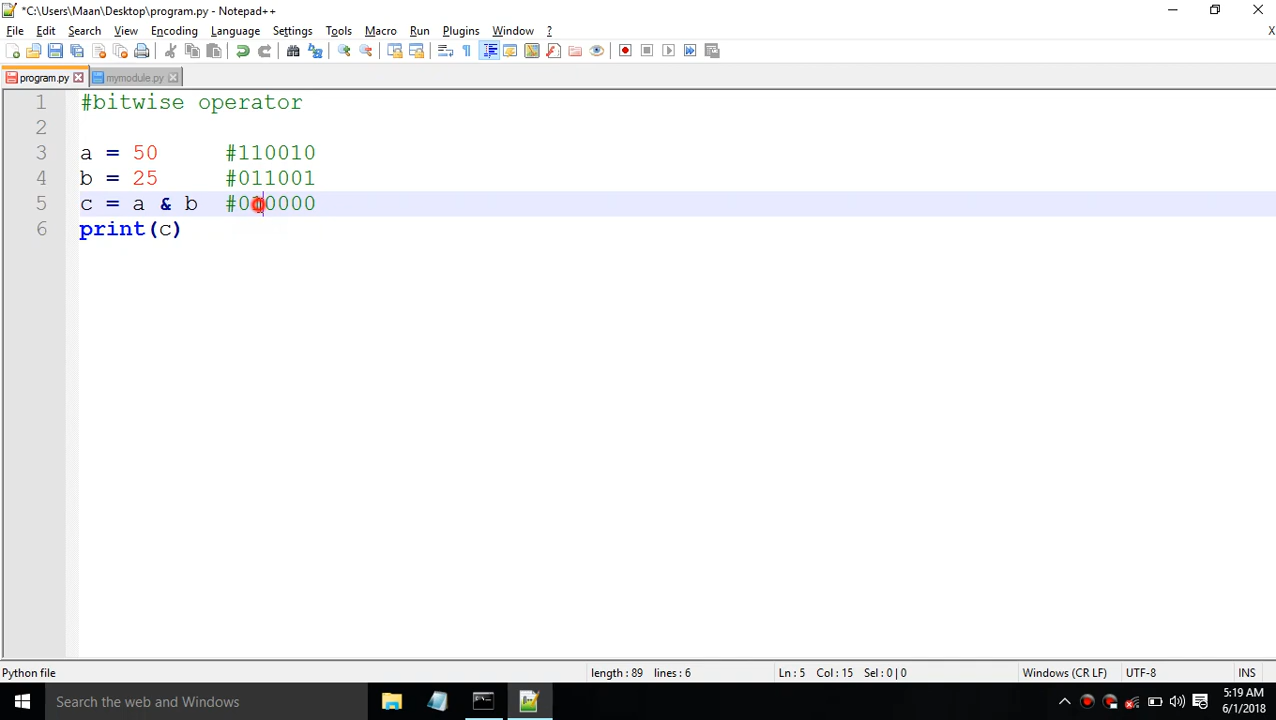 *C:\Users\Maan\Desktop\program.py - Notepad++
File Edit Search View Encoding Language Settings Tools Macro Run Plugins Window ? X
program.py mymodule.py
1 #bitwise operator
2
3 a = 50 #110010
4 b = 25 #011001
5 c = a & b #010000
6 print(c)
Python file length : 89 lines : 6 Ln : 5 Col : 15 Sel : 0 | 0 Windows (CR LF) UTF-8 INS
Search the web and Windows
5:19 AM
6/1/2018